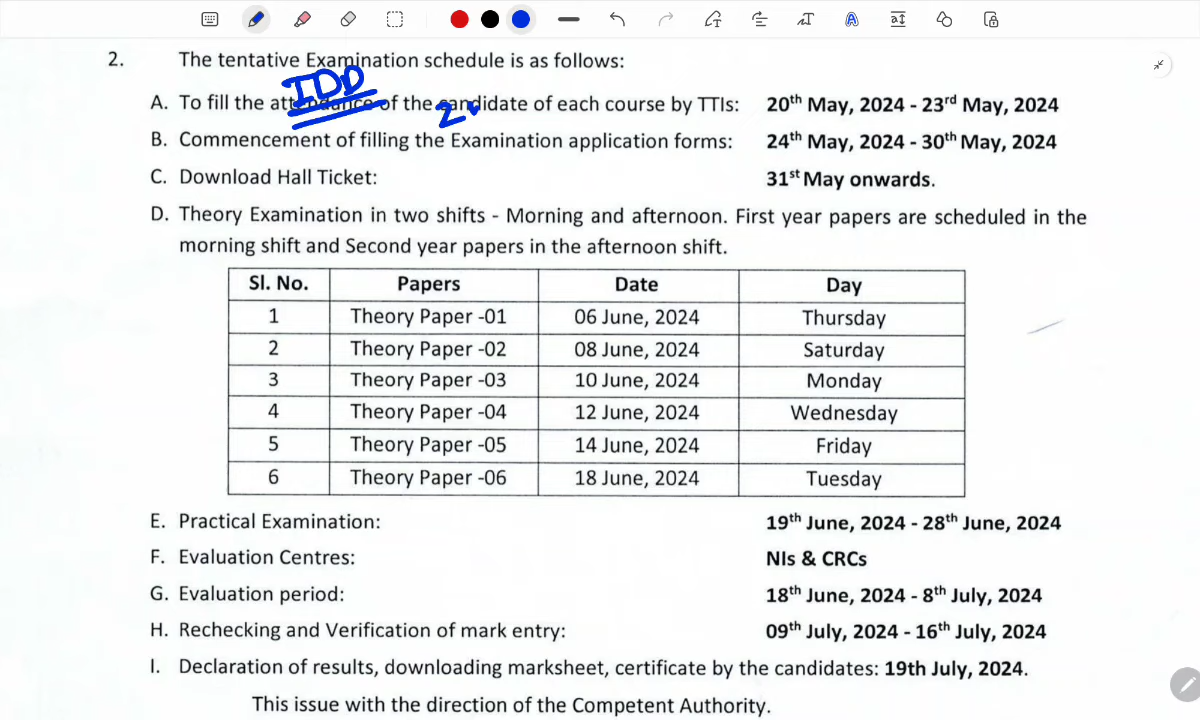 2. The tentative Examination schedule is as follows:
IDD
A. To fill the attendance of the candidate of each course by TTIs: 20th May, 2024 - 23rd May, 2024
B. Commencement of filling the Examination application forms: 24th May, 2024 - 30th May, 2024
C. Download Hall Ticket: 31st May onwards.
D. Theory Examination in two shifts - Morning and afternoon. First year papers are scheduled in the
morning shift and Second year papers in the afternoon shift.
Sl. No. Papers Date Day
1 Theory Paper -01 06 June, 2024 Thursday
2 Theory Paper -02 08 June, 2024 Saturday
3 Theory Paper -03 10 June, 2024 Monday
4 Theory Paper -04 12 June, 2024 Wednesday
5 Theory Paper -05 14 June, 2024 Friday
6 Theory Paper -06 18 June, 2024 Tuesday
E. Practical Examination: 19th June, 2024 - 28th June, 2024
F. Evaluation Centres: NIs & CRCs
G. Evaluation period: 18th June, 2024 - 8th July, 2024
H. Rechecking and Verification of mark entry: 09th July, 2024 - 16th July, 2024
I. Declaration of results, downloading marksheet, certificate by the candidates: 19th July, 2024.
This issue with the direction of the Competent Authority.